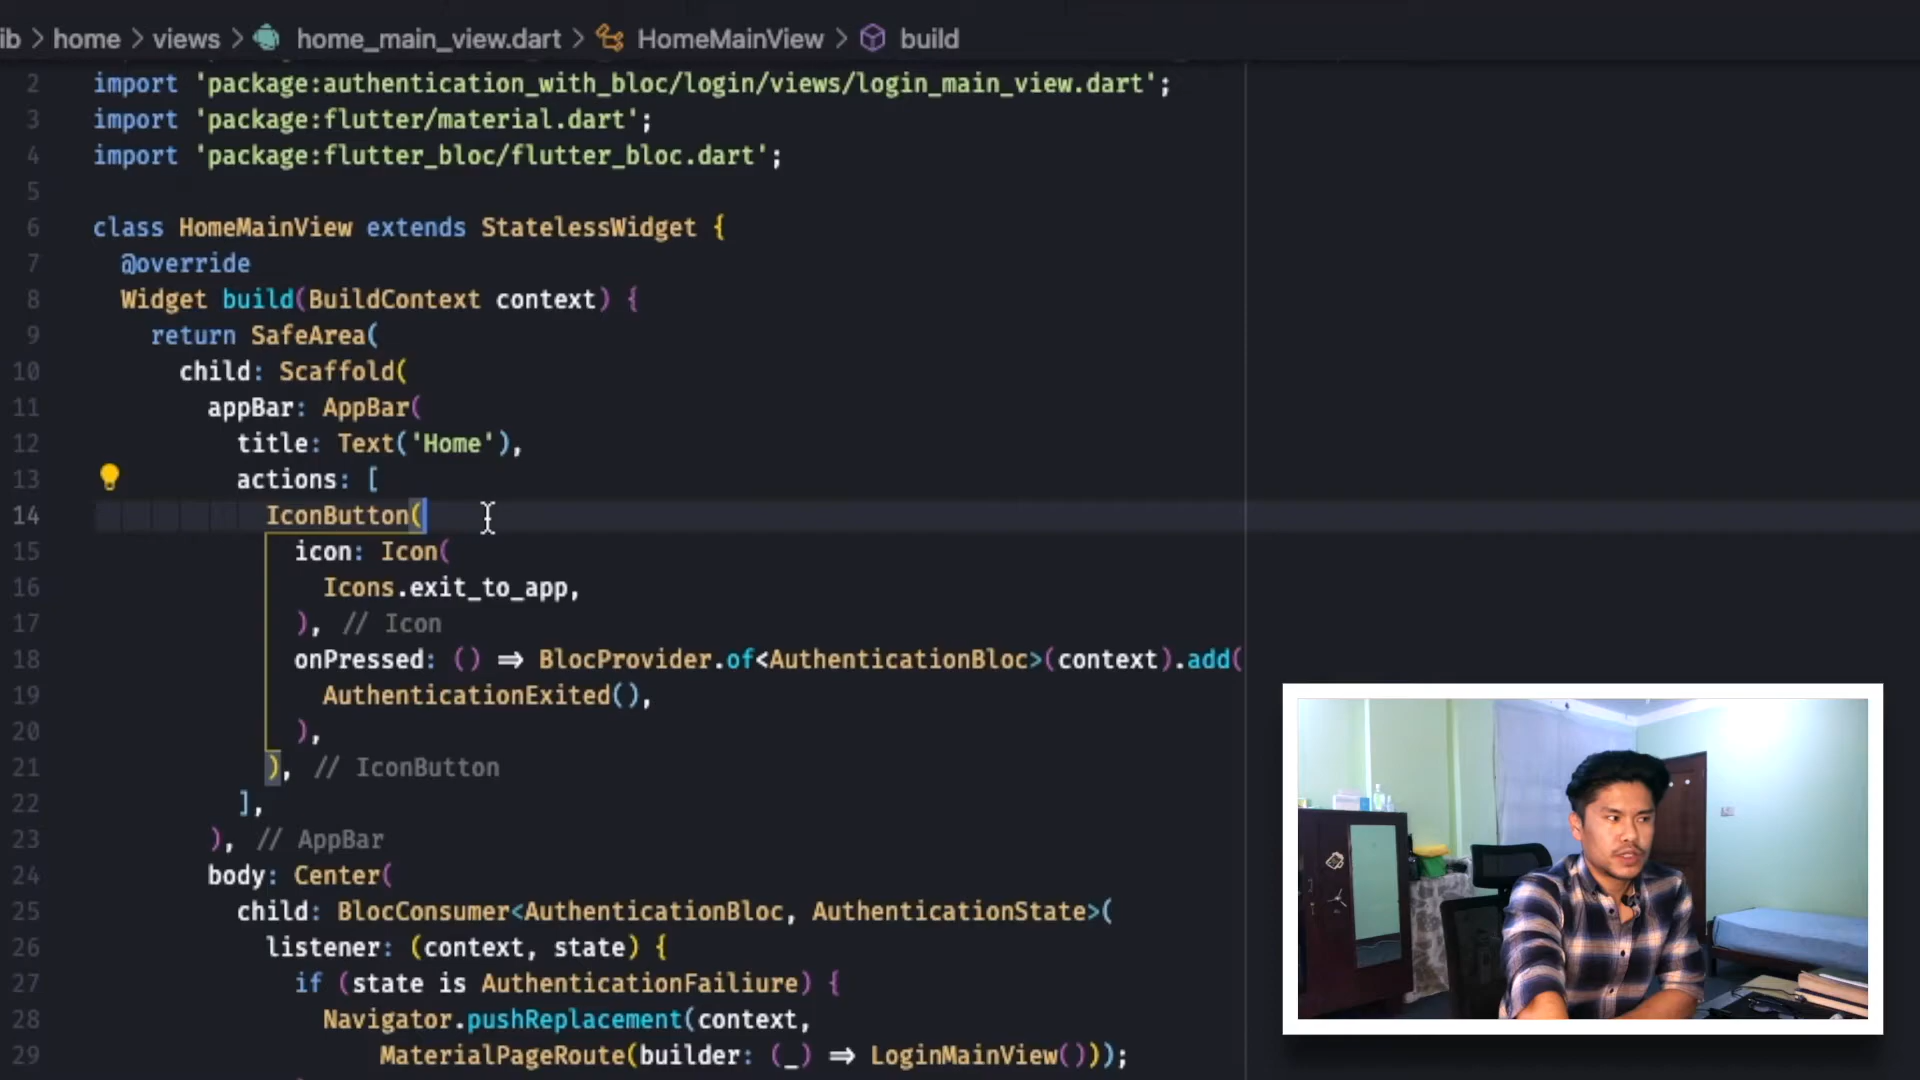 ib > home > views > home_main_view.dart > HomeMainView > build
2 import 'package:authentication_with_bloc/login/views/login_main_view.dart';
3 import 'package:flutter/material.dart';
4 import 'package:flutter_bloc/flutter_bloc.dart';
5
6 class HomeMainView extends StatelessWidget {
7 @override
8 Widget build(BuildContext context) {
9 return SafeArea(
10 child: Scaffold(
11 appBar: AppBar(
12 title: Text('Home'),
13 actions: [
14 IconButton(
15 icon: Icon(
16 Icons.exit_to_app,
17 ), // Icon
18 onPressed: () => BlocProvider.of<AuthenticationBloc>(context).add(
19 AuthenticationExited(),
20 ),
21 ), // IconButton
22 ],
23 ), // AppBar
24 body: Center(
25 child: BlocConsumer<AuthenticationBloc, AuthenticationState>(
26 listener: (context, state) {
27 if (state is AuthenticationFailiure) {
28 Navigator.pushReplacement(context,
29 MaterialPageRoute(builder: (_) => LoginMainView()));